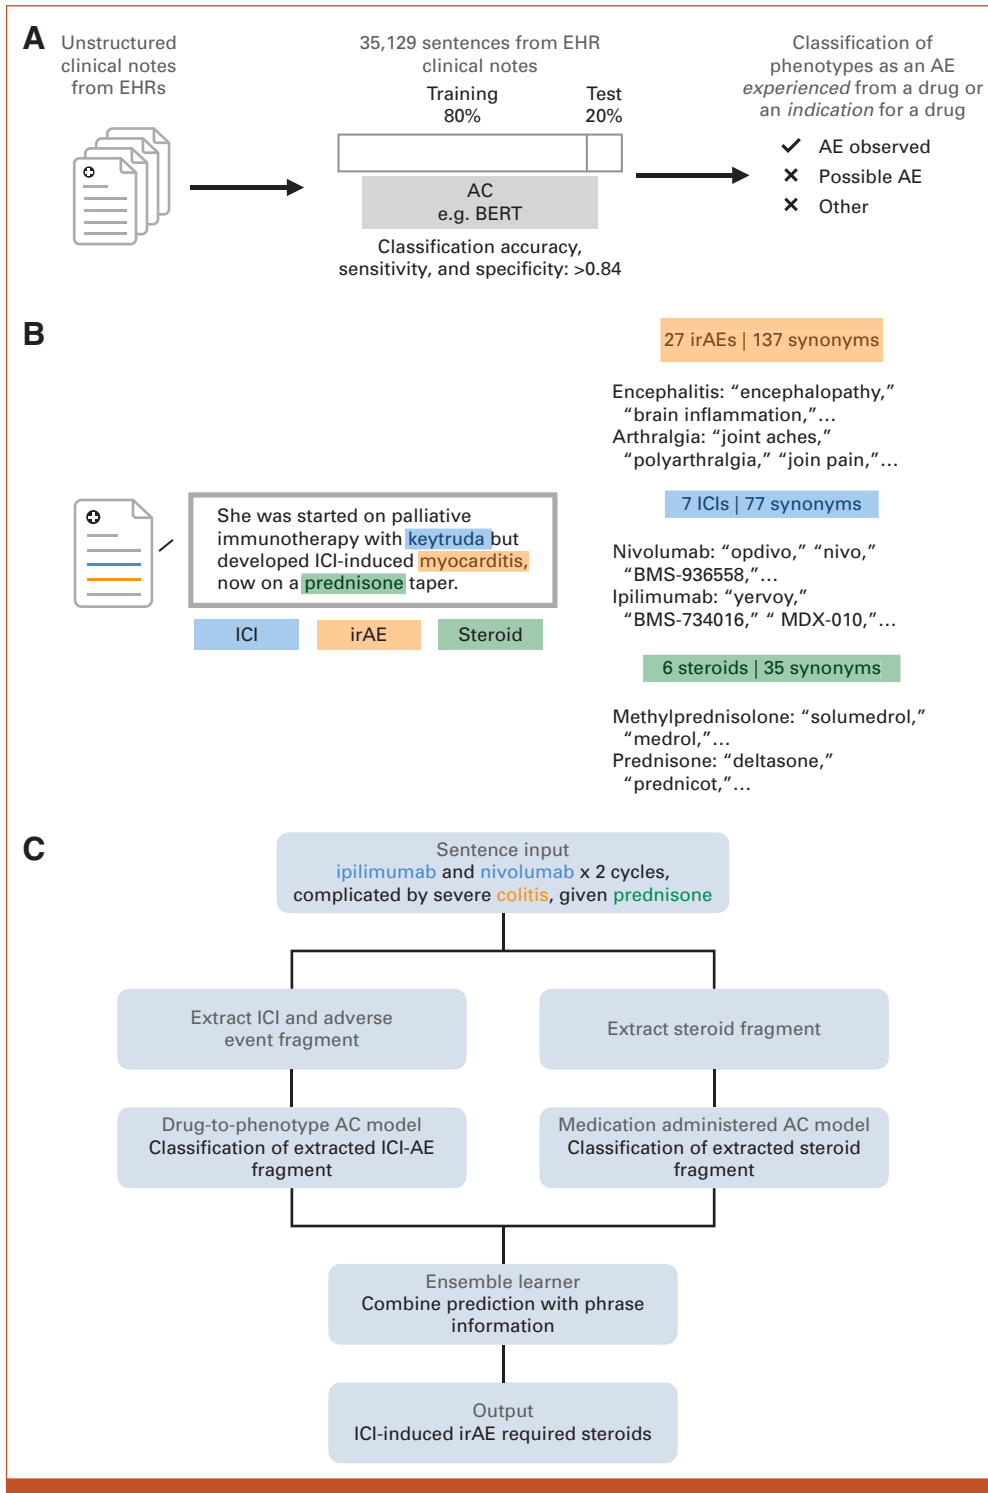 A
Unstructured
clinical notes
from EHRs
35,129 sentences from EHR
clinical notes
Training
80%
Test
20%
AC
e.g. BERT
Classification accuracy,
sensitivity, and specificity: >0.84
Classification of
phenotypes as an AE
experienced from a drug or
an indication for a drug
AE observed
Possible AE
Other
B
She was started on palliative
immunotherapy with keytruda but
developed ICI-induced myocarditis,
now on a prednisone taper.
ICI
irAE
Steroid
27 irAEs | 137 synonyms
Encephalitis: “encephalopathy,”
“brain inflammation,”...
Arthralgia: “joint aches,”
“polyarthralgia,” “join pain,”...
7 ICIs | 77 synonyms
Nivolumab: “opdivo,” “nivo,”
“BMS-936558,”...
Ipilimumab: “yervoy,”
“BMS-734016,” “ MDX-010,”...
6 steroids | 35 synonyms
Methylprednisolone: “solumedrol,”
“medrol,”...
Prednisone: “deltasone,”
“prednicot,”...
C
Sentence input
ipilimumab and nivolumab x 2 cycles,
complicated by severe colitis, given prednisone
Extract ICI and adverse
event fragment
Extract steroid fragment
Drug-to-phenotype AC model
Classification of extracted ICI-AE
fragment
Medication administered AC model
Classification of extracted steroid
fragment
Ensemble learner
Combine prediction with phrase
information
Output
ICI-induced irAE required steroids